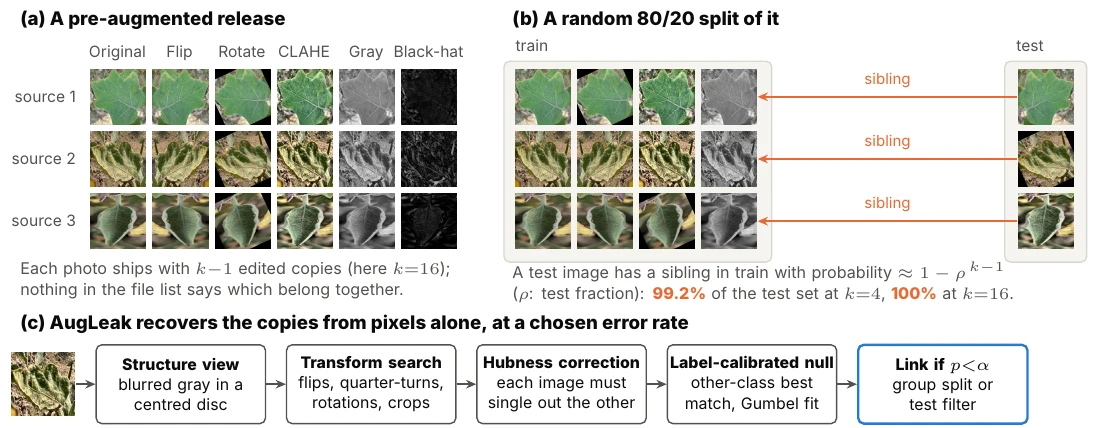 (a) A pre-augmented release
Original Flip Rotate CLAHE Gray Black-hat
source 1
source 2
source 3
Each photo ships with k−1 edited copies (here k=16);
nothing in the file list says which belong together.
(b) A random 80/20 split of it
train test
sibling
sibling
sibling
A test image has a sibling in train with probability ≈ 1 − ρ^{k−1}
(ρ: test fraction): 99.2% of the test set at k=4, 100% at k=16.
(c) AugLeak recovers the copies from pixels alone, at a chosen error rate
Structure view
blurred gray in a
centred disc
Transform search
flips, quarter-turns,
rotations, crops
Hubness correction
each image must
single out the other
Label-calibrated null
other-class best
match, Gumbel fit
Link if p<α
group split or
test filter